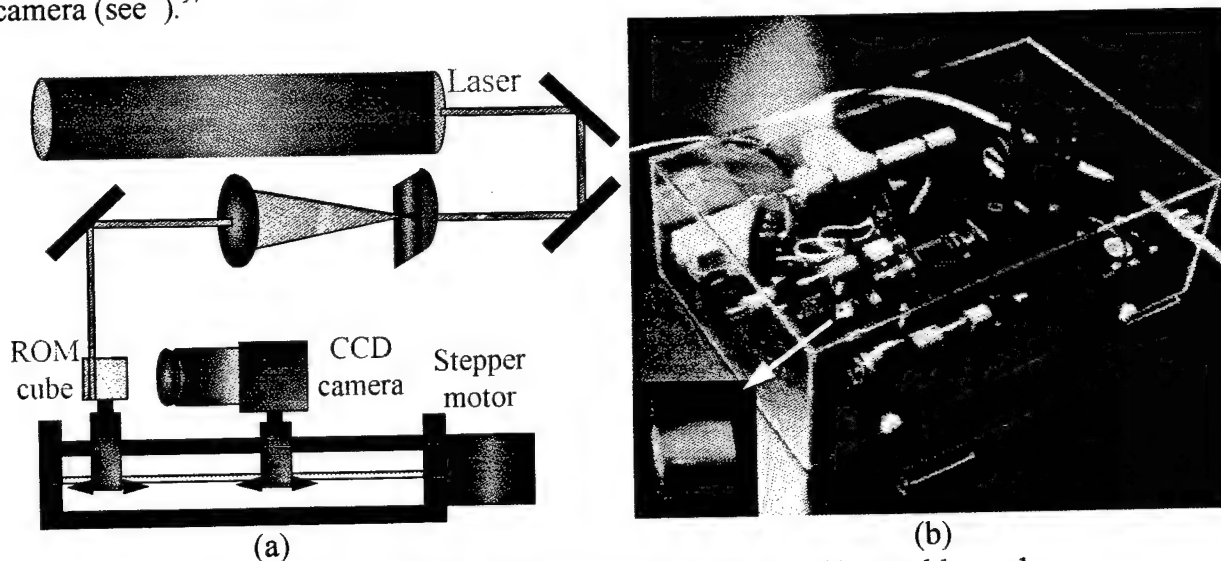 camera (see ).
Laser
ROM
cube
CCD
camera
Stepper
motor
(a)
(b)